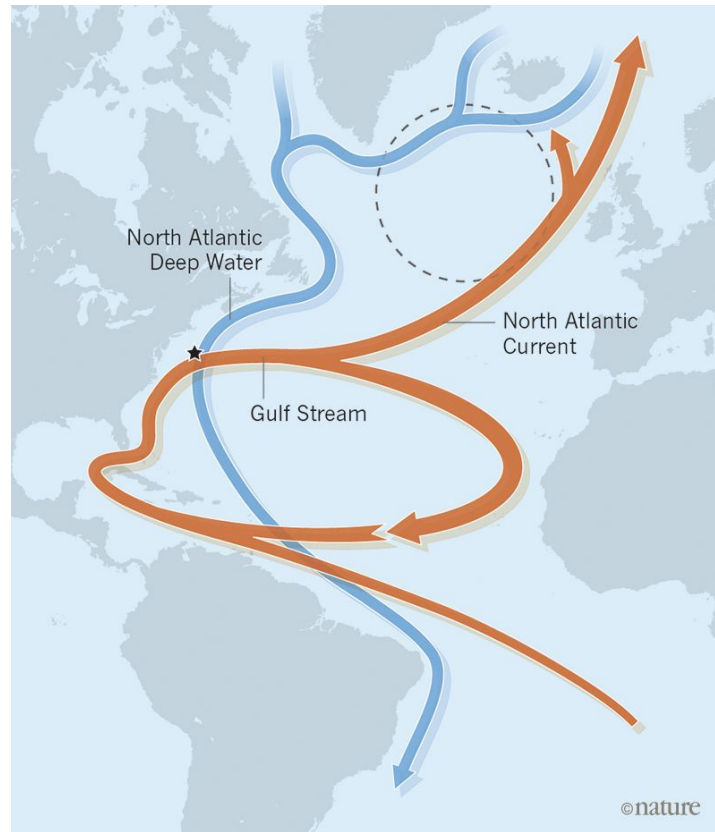 North Atlantic
Deep Water
North Atlantic
Current
Gulf Stream
©nature